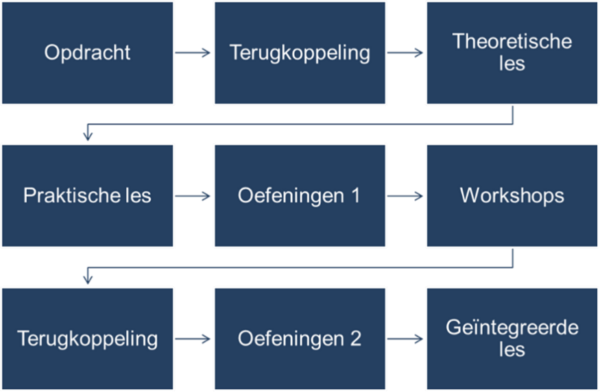 Opdracht
Terugkoppeling
Theoretische
les
Praktische les
Oefeningen 1
Workshops
Terugkoppeling
Oefeningen 2
Geïntegreerde
les